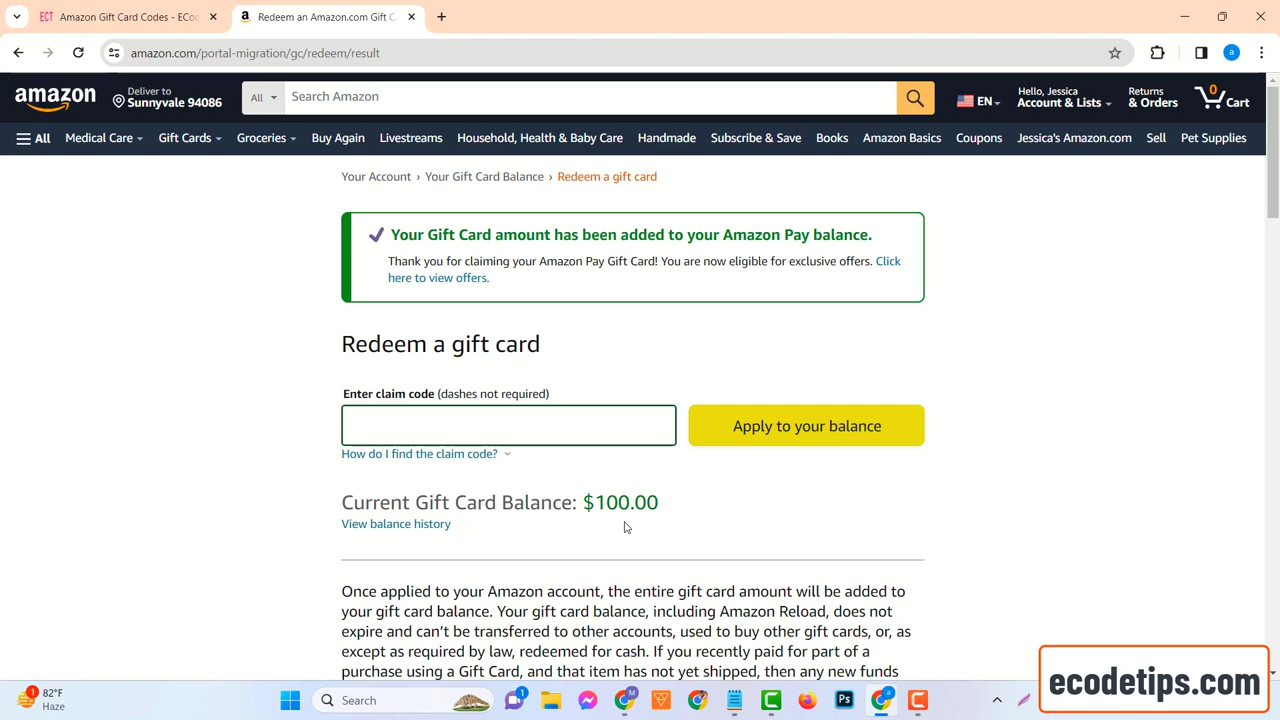 Amazon Gift Card Codes - ECo
Redeem an Amazon.com Gift C
amazon.com/portal-migration/gc/redeem/result
a
amazon
Deliver to
Sunnyvale 94086
All
Search Amazon
EN
Hello, Jessica
Account & Lists
Returns
& Orders
0
Cart
All
Medical Care
Gift Cards
Groceries
Buy Again
Livestreams
Household, Health & Baby Care
Handmade
Subscribe & Save
Books
Amazon Basics
Coupons
Jessica's Amazon.com
Sell
Pet Supplies
Your Account › Your Gift Card Balance › Redeem a gift card
Your Gift Card amount has been added to your Amazon Pay balance.
Thank you for claiming your Amazon Pay Gift Card! You are now eligible for exclusive offers. Click
here to view offers.
Redeem a gift card
Enter claim code (dashes not required)
Apply to your balance
How do I find the claim code?
Current Gift Card Balance: $100.00
View balance history
Once applied to your Amazon account, the entire gift card amount will be added to
your gift card balance. Your gift card balance, including Amazon Reload, does not
expire and can't be transferred to other accounts, used to buy other gift cards, or, as
except as required by law, redeemed for cash. If you recently paid for part of a
purchase using a Gift Card, and that item has not yet shipped, then any new funds
ecodetips.com
1
82°F
Haze
Search
1
M
Ps
a